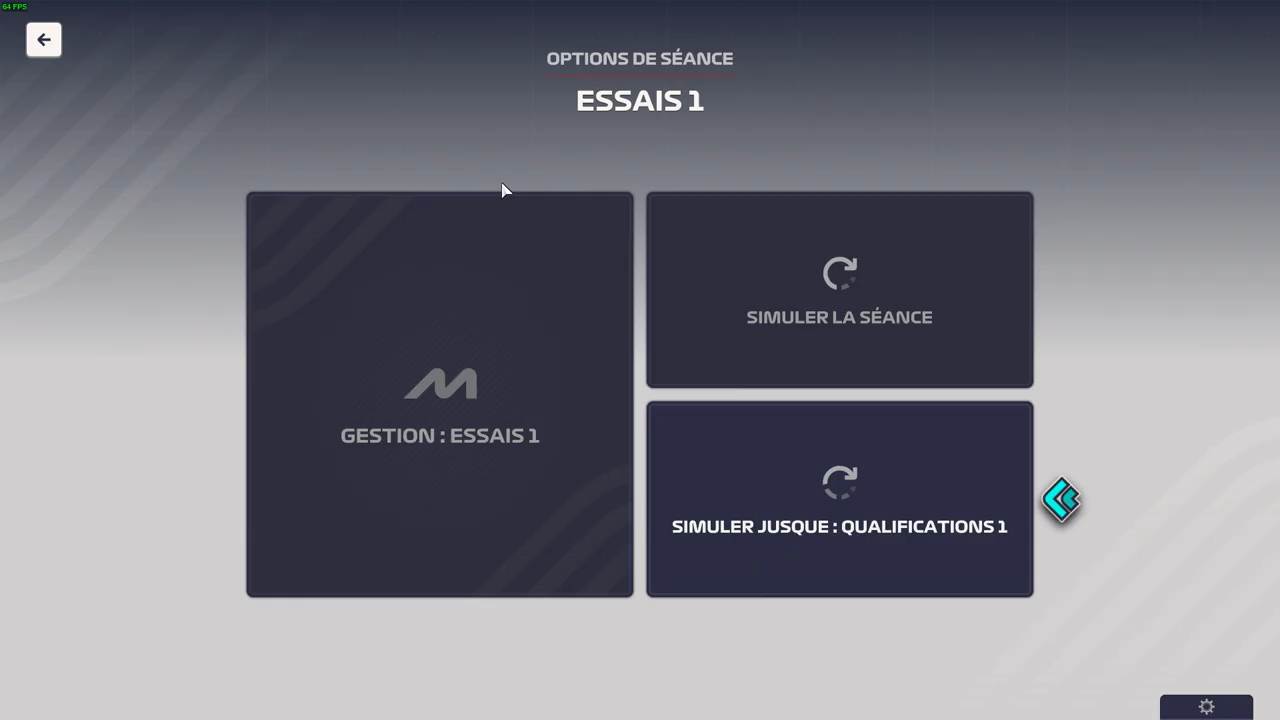 64 FPS
OPTIONS DE SÉANCE
ESSAIS 1
SIMULER LA SÉANCE
GESTION : ESSAIS 1
SIMULER JUSQUE : QUALIFICATIONS 1